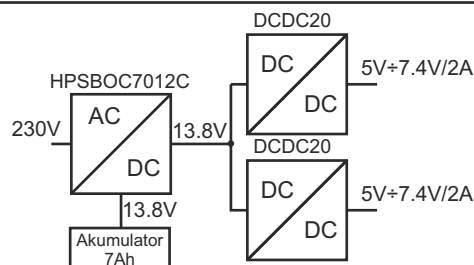 DCDC20
DC
DC
5V÷7.4V/2A
HPSBOC7012C
AC
DC
230V
13.8V
13.8V
DCDC20
DC
DC
5V÷7.4V/2A
Akumulator
7Ah